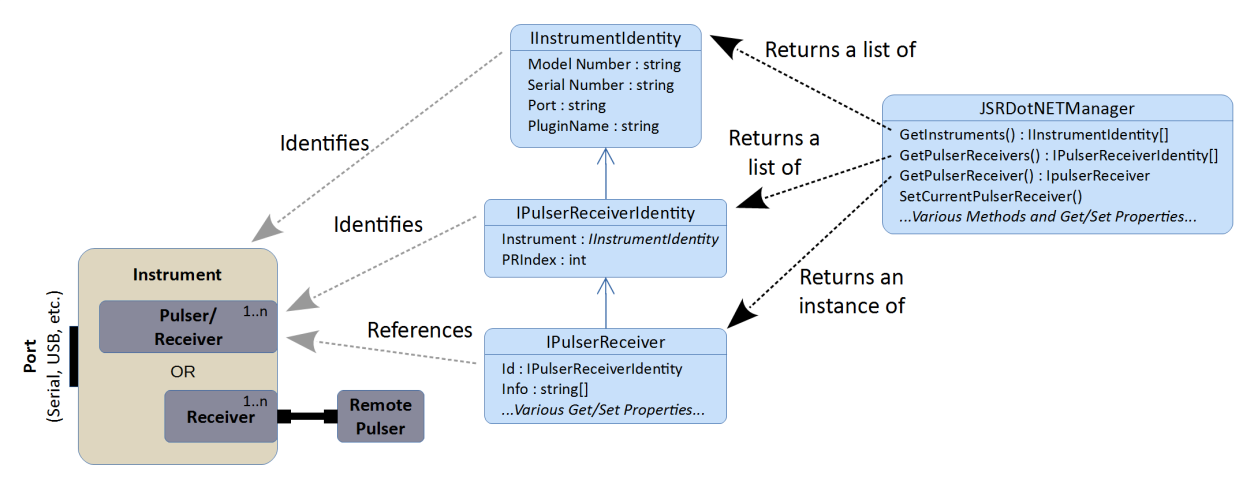 IInstrumentIdentity
Model Number : string
Serial Number : string
Port : string
PluginName : string
Returns a list of
JSRDotNETManager
GetInstruments() : IInstrumentIdentity[]
GetPulserReceivers() : IPulserReceiverIdentity[]
GetPulserReceiver() : IpulserReceiver
SetCurrentPulserReceiver()
...Various Methods and Get/Set Properties...
Identifies
Returns a
list of
IPulserReceiverIdentity
Instrument : IInstrumentIdentity
PRIndex : int
Identifies
Returns an
instance of
Instrument
1..n
Pulser/
Receiver
OR
1..n
Receiver
Remote
Pulser
Port
(Serial, USB, etc.)
References
IPulserReceiver
Id : IPulserReceiverIdentity
Info : string[]
...Various Get/Set Properties...